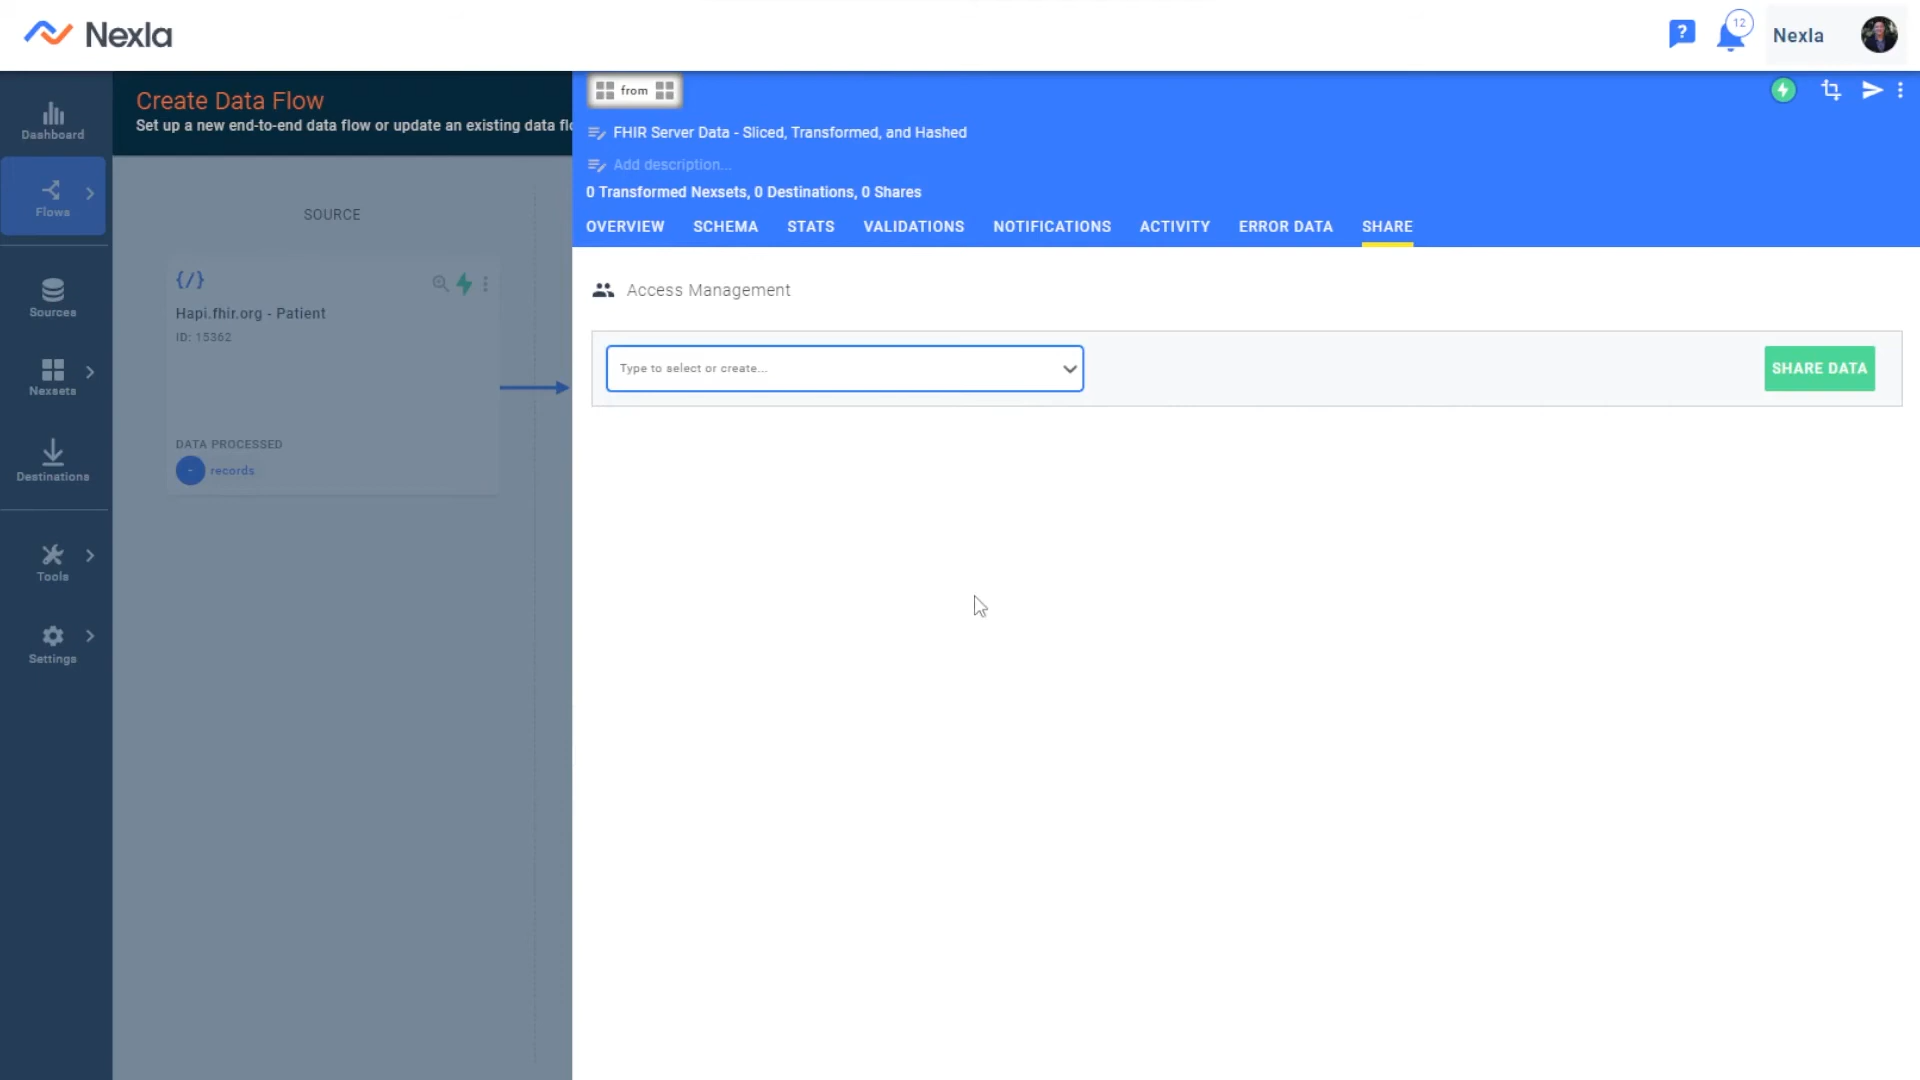 Nexla
?
12
Nexla
Dashboard
Flows
Sources
Nexsets
Destinations
Tools
Settings
Create Data Flow
Set up a new end-to-end data flow or update an existing data flo
SOURCE
{/}
Hapi.fhir.org - Patient
ID: 15362
DATA PROCESSED
- records
from
FHIR Server Data - Sliced, Transformed, and Hashed
Add description...
0 Transformed Nexsets, 0 Destinations, 0 Shares
OVERVIEW SCHEMA STATS VALIDATIONS NOTIFICATIONS ACTIVITY ERROR DATA SHARE
Access Management
Type to select or create...
SHARE DATA